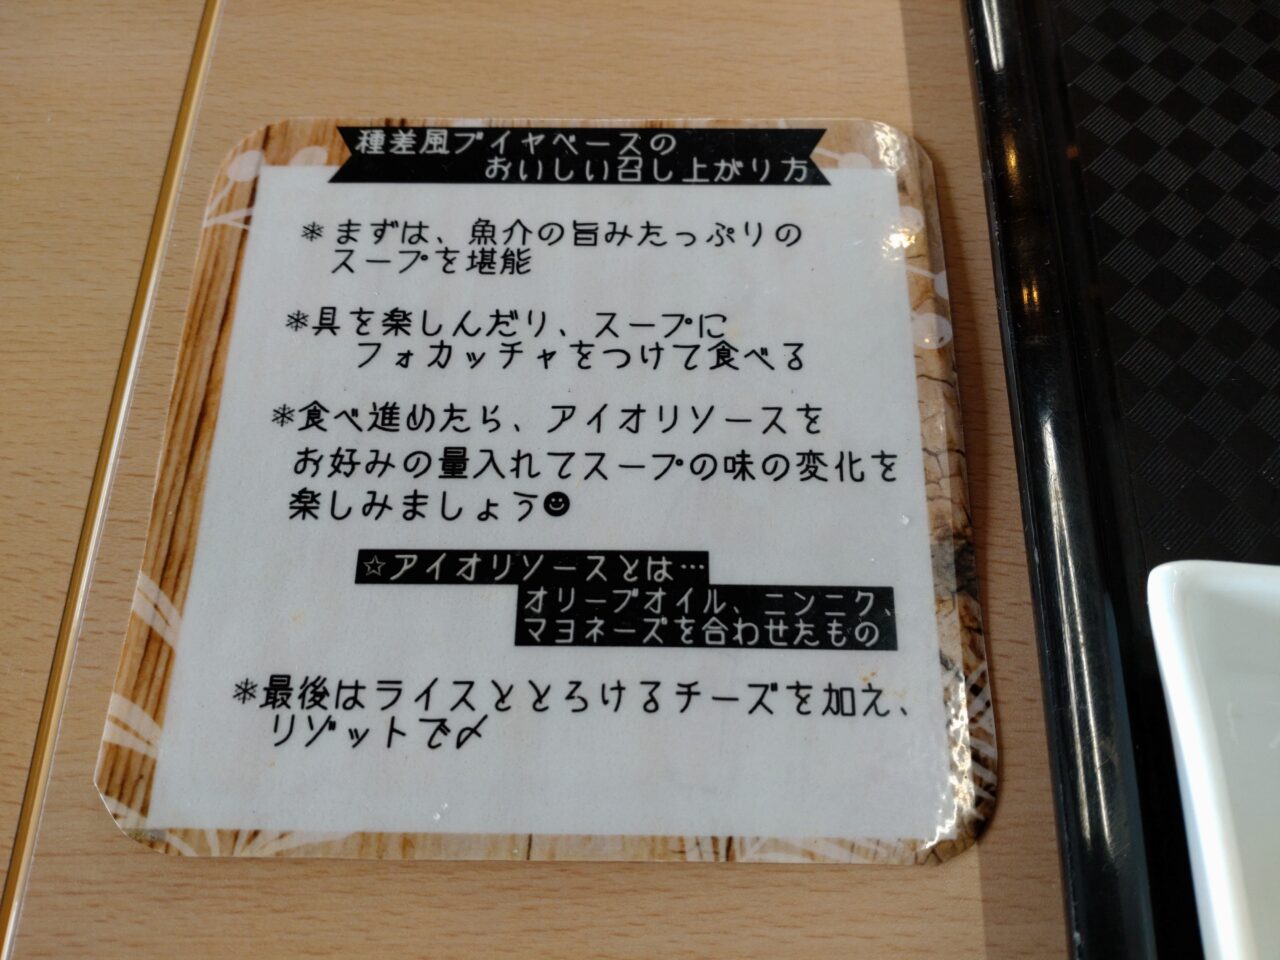 種差風ブイヤベースの
おいしい召し上がり方
※まずは、魚介の旨みたっぷりの
スープを堪能
※具を楽しんだり、スープに
フォカッチャをつけて食べる
※食べ進めたら、アイオリソースを
お好みの量入れてスープの味の変化を
楽しみましょう☻
☆アイオリソースとは…
オリーブオイル、ニンニク、
マヨネーズを合わせたもの
※最後はライスととろけるチーズを加え、
リゾットで〆